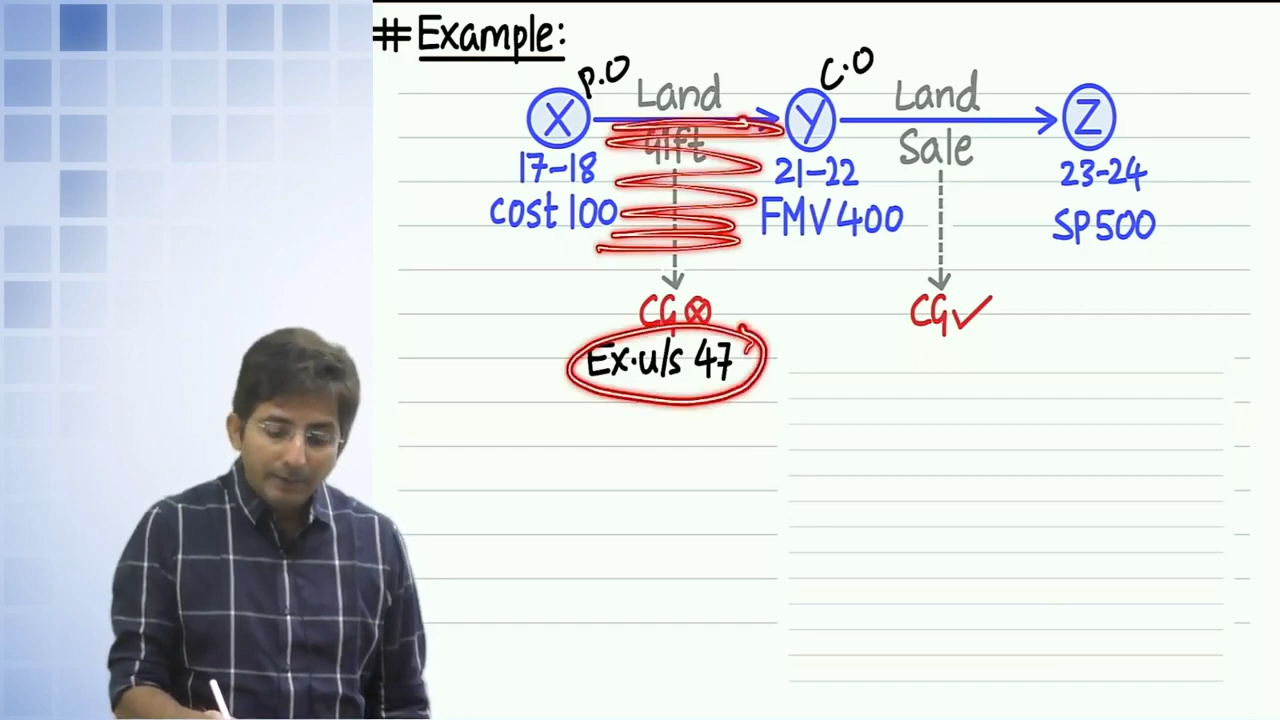 # Example:
P.O Land C.O Land
X Y Z
Gift Sale
17-18 21-22 23-24
Cost 100 FMV 400 SP 500
CG ⊗ CG ✓
Ex. u/s 47